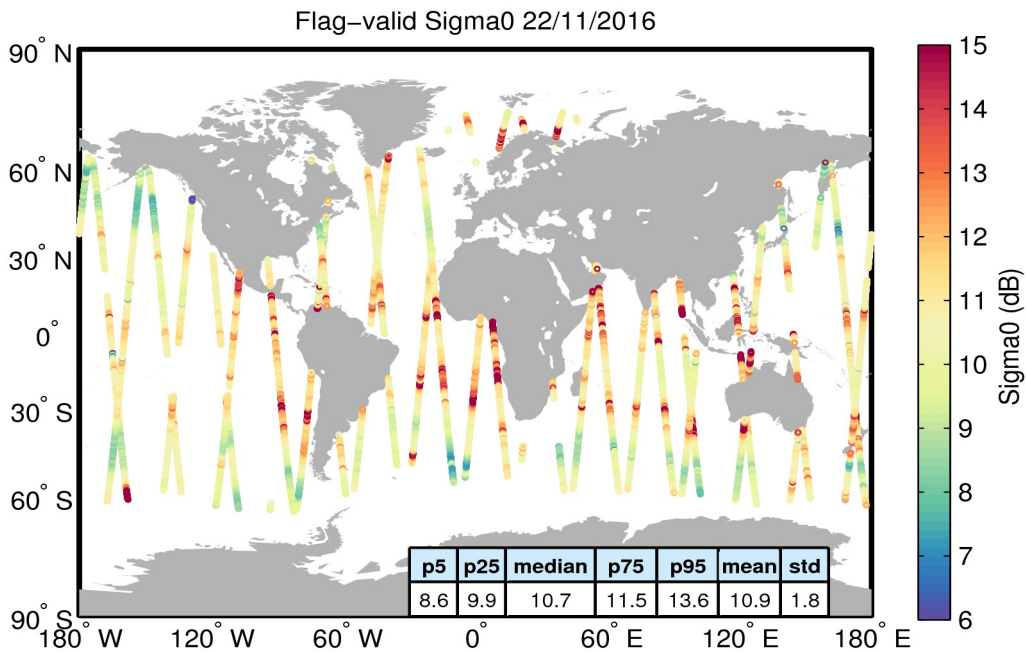 Flag−valid Sigma0 22/11/2016
90° N
60° N
30° N
0°
30° S
60° S
90° S
180° W
120° W
60° W
0°
60° E
120° E
180° E
p5 p25 median p75 p95 mean std
8.6 9.9 10.7 11.5 13.6 10.9 1.8
15
14
13
12
11
10
9
8
7
6
Sigma0 (dB)